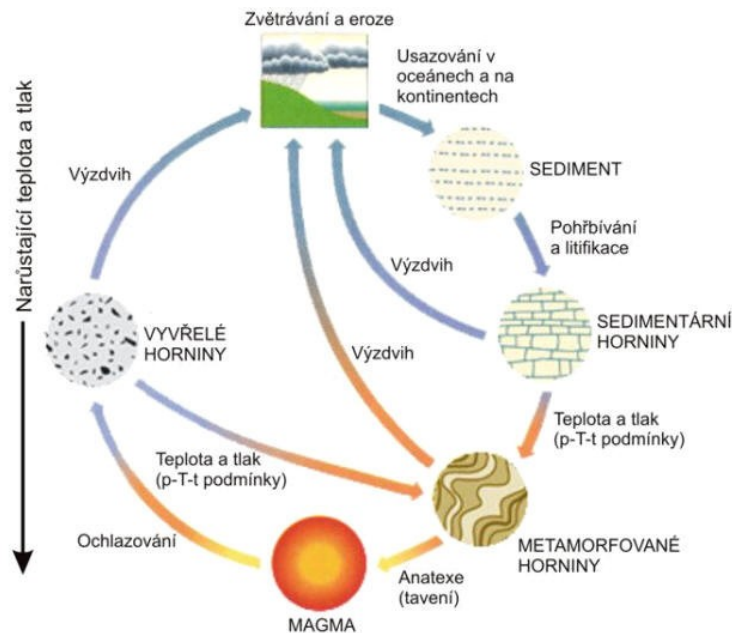 Zvětrávání a eroze
Usazování v
oceánech a na
kontinentech
Narůstající teplota a tlak
Výzdvih
SEDIMENT
Pohřbívání
a litifikace
Výzdvih
VYVŘELÉ
HORNINY
SEDIMENTÁRNÍ
HORNINY
Výzdvih
Teplota a tlak
(p-T-t podmínky)
Teplota a tlak
(p-T-t podmínky)
Ochlazování
METAMORFOVANÉ
HORNINY
Anatexe
(tavení)
MAGMA